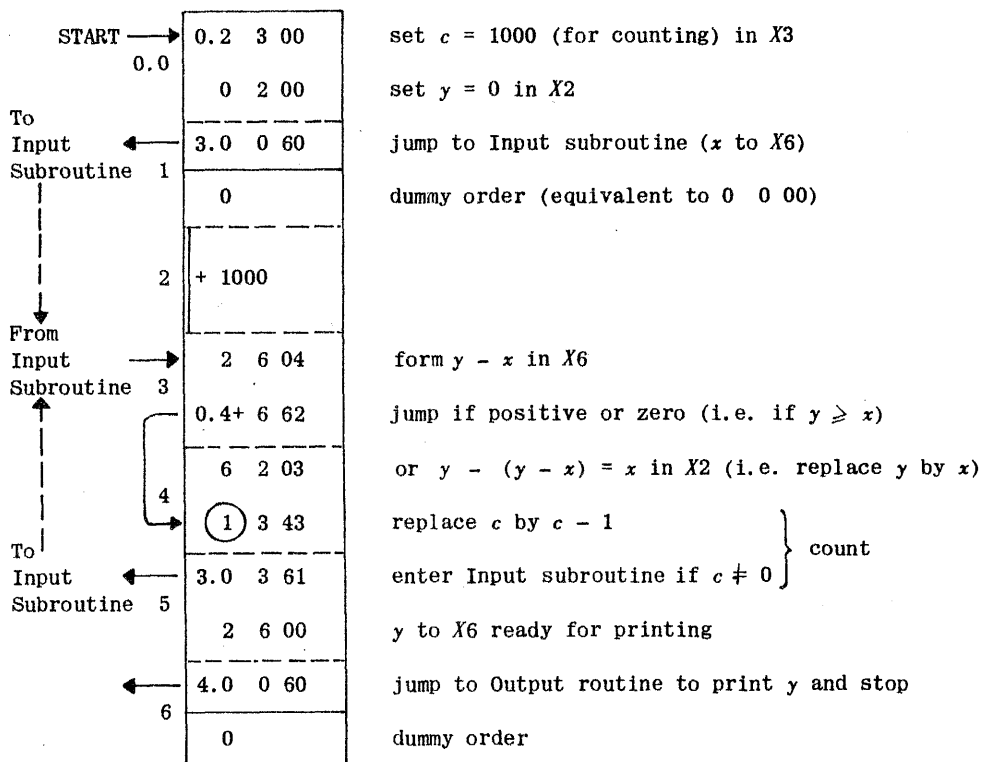 START 0.2 3 00 set c = 1000 (for counting) in X3
0.0
0 2 00 set y = 0 in X2
To
Input 3.0 0 60 jump to Input subroutine (x to X6)
Subroutine 1
0 dummy order (equivalent to 0 0 00)
2 + 1000
From
Input 2 6 04 form y - x in X6
Subroutine 3
0.4+ 6 62 jump if positive or zero (i.e. if y ⩾ x)
6 2 03 or y - (y - x) = x in X2 (i.e. replace y by x)
4
1 3 43 replace c by c - 1
To count
Input 3.0 3 61 enter Input subroutine if c ≠ 0
Subroutine 5
2 6 00 y to X6 ready for printing
4.0 0 60 jump to Output routine to print y and stop
6
0 dummy order